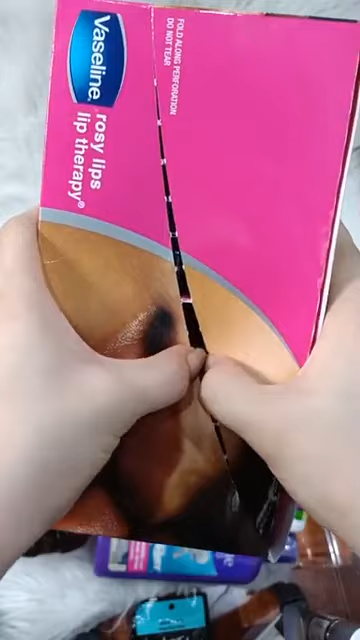 Vaseline®
rosy lips
lip therapy®
FOLD ALONG PERFORATION
DO NOT TEAR